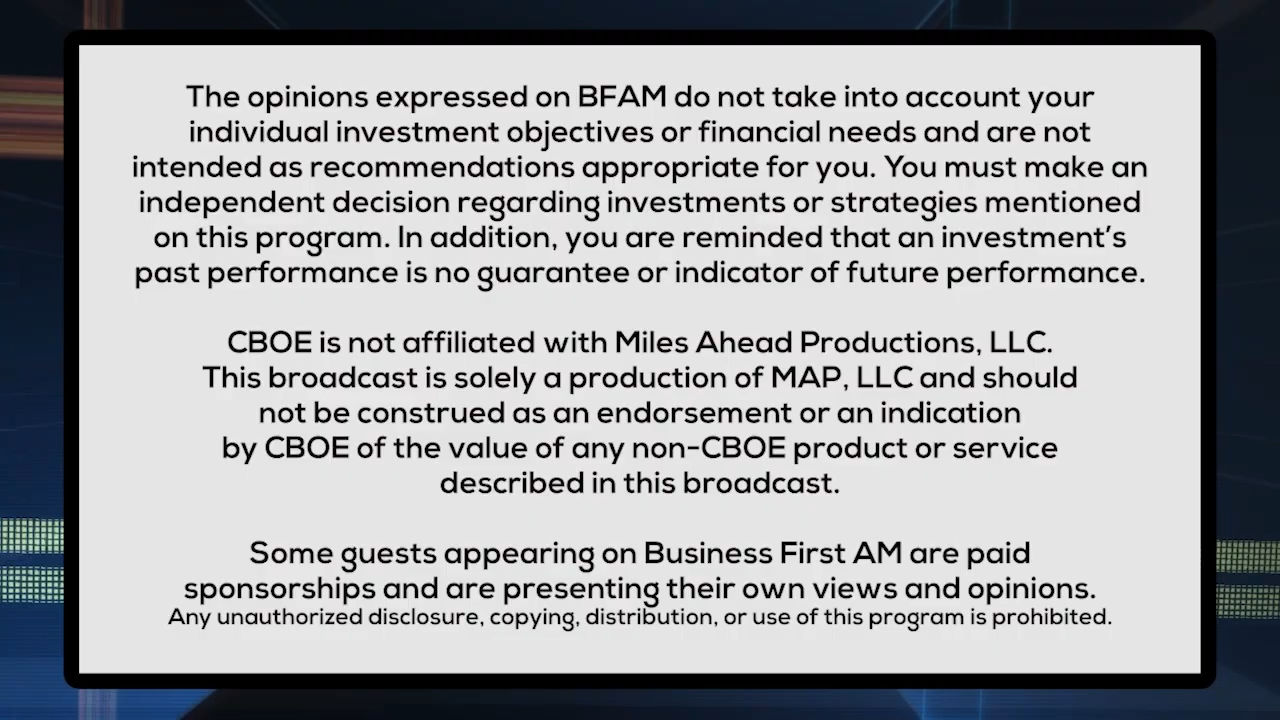 The opinions expressed on BFAM do not take into account your
individual investment objectives or financial needs and are not
intended as recommendations appropriate for you. You must make an
independent decision regarding investments or strategies mentioned
on this program. In addition, you are reminded that an investment's
past performance is no guarantee or indicator of future performance.
CBOE is not affiliated with Miles Ahead Productions, LLC.
This broadcast is solely a production of MAP, LLC and should
not be construed as an endorsement or an indication
by CBOE of the value of any non-CBOE product or service
described in this broadcast.
Some guests appearing on Business First AM are paid
sponsorships and are presenting their own views and opinions.
Any unauthorized disclosure, copying, distribution, or use of this program is prohibited.